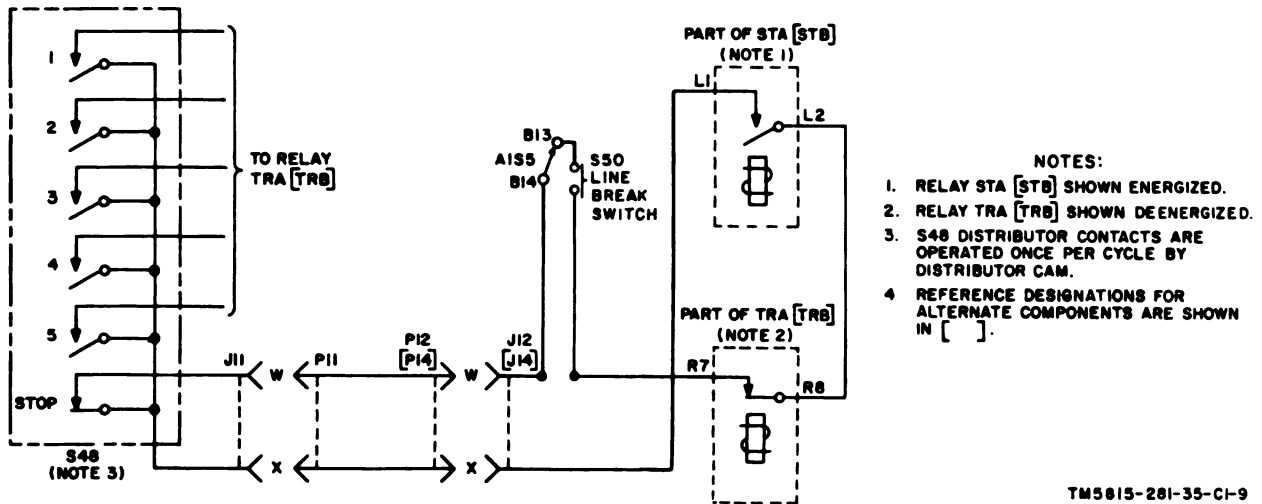 1
2
3
4
5
STOP
S48
(NOTE 3)
TO RELAY
TRA [TRB]
J11
W
P11
P12
[P14]
W
J12
[J14]
X
X
B13
A1S5
B14
S50
LINE
BREAK
SWITCH
PART OF STA [STB]
(NOTE 1)
L1
L2
PART OF TRA [TRB]
(NOTE 2)
R7
R8
NOTES:
1. RELAY STA [STB] SHOWN ENERGIZED.
2. RELAY TRA [TRB] SHOWN DEENERGIZED.
3. S48 DISTRIBUTOR CONTACTS ARE
OPERATED ONCE PER CYCLE BY
DISTRIBUTOR CAM.
4 REFERENCE DESIGNATIONS FOR
ALTERNATE COMPONENTS ARE SHOWN
IN [ ].
TM5815-281-35-C1-9